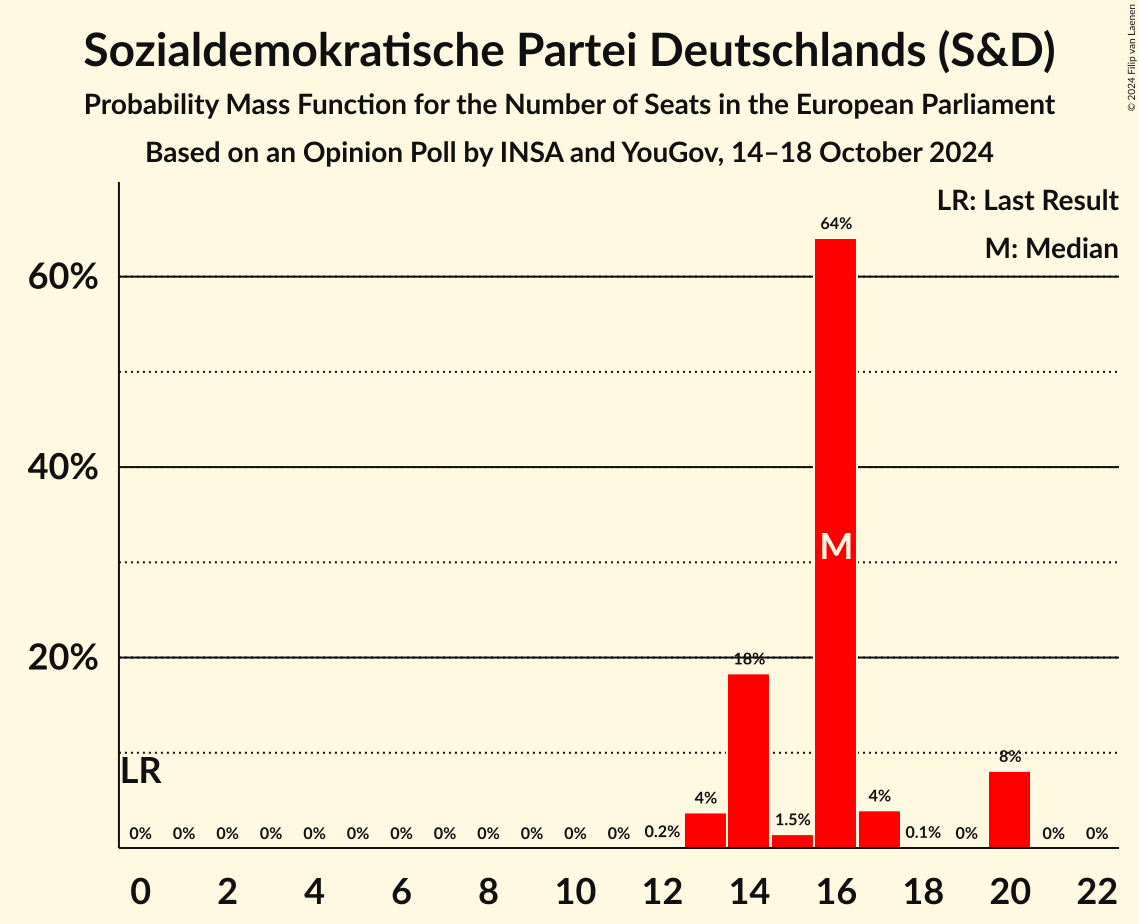 Sozialdemokratische Partei Deutschlands (S&D)
Probability Mass Function for the Number of Seats in the European Parliament
Based on an Opinion Poll by INSA and YouGov, 14–18 October 2024
© 2024 Filip van Laenen
LR: Last Result
M: Median
60%
40%
20%
64%
M
18%
LR
8%
4%
4%
1.5%
0% 0% 0% 0% 0% 0% 0% 0% 0% 0% 0% 0% 0.2% 0.1% 0% 0% 0%
0 2 4 6 8 10 12 14 16 18 20 22